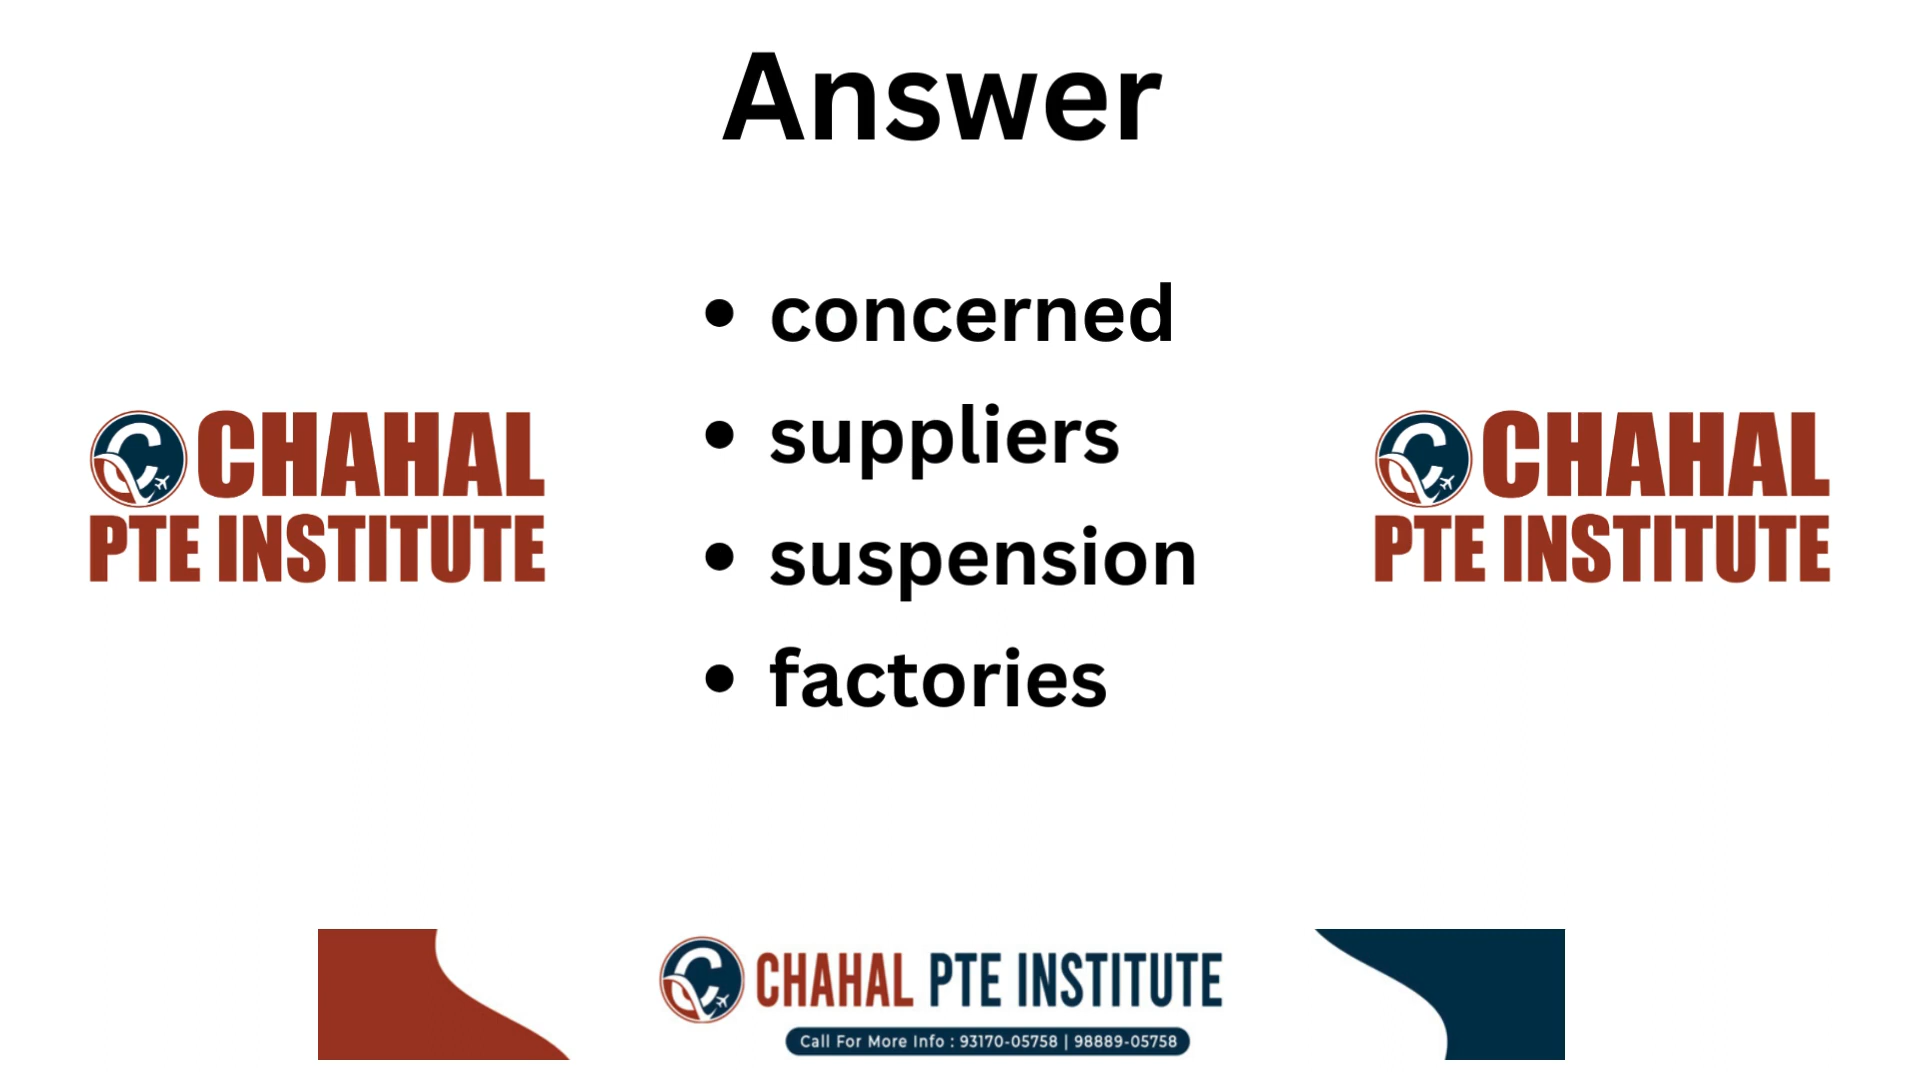 Answer
• concerned
• suppliers
• suspension
• factories
CHAHAL
PTE INSTITUTE
CHAHAL
PTE INSTITUTE
CHAHAL PTE INSTITUTE
Call For More Info : 93170-05758 | 98889-05758